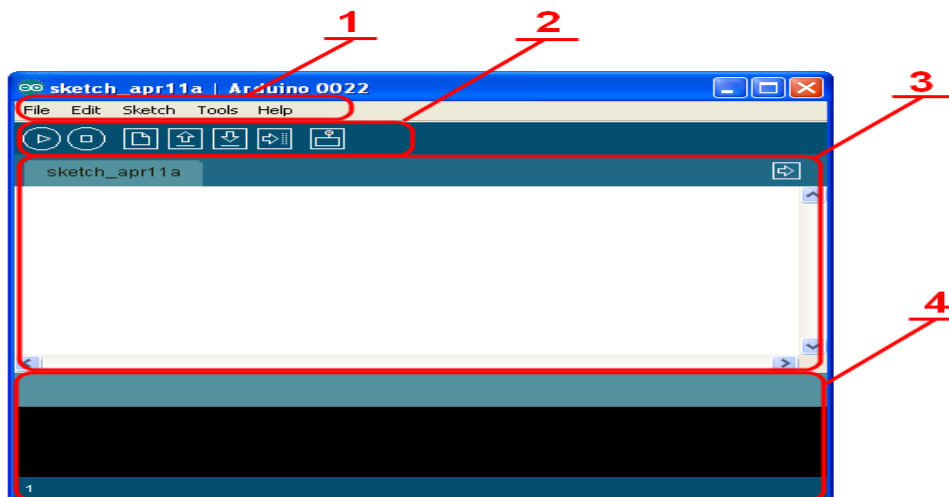 1
2
3
sketch_apr11a | Arduino 0022
File Edit Sketch Tools Help
sketch_apr11a
4
1